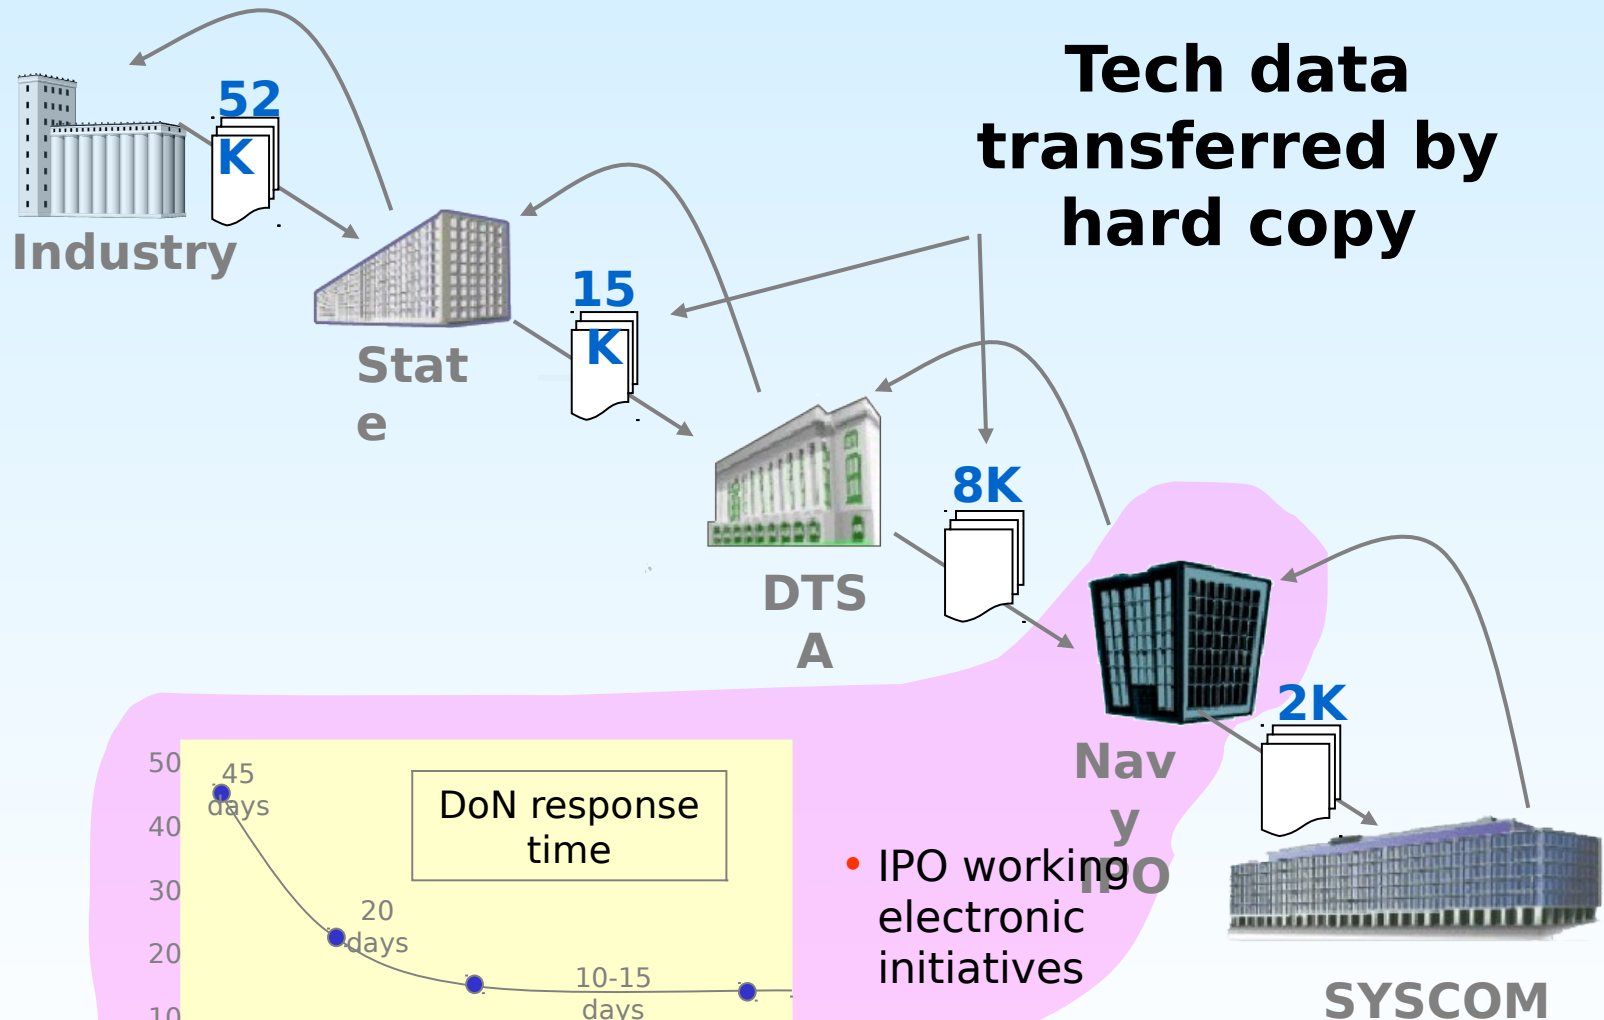 Tech data
transferred by
hard copy
52
K
Industry
15
K
Stat
e
8K
DTS
A
2K
Nav
y
IPO
SYSCOM
50
40
30
20
10
45
days
DoN response
time
20
days
10-15
days
• IPO working
electronic
initiatives